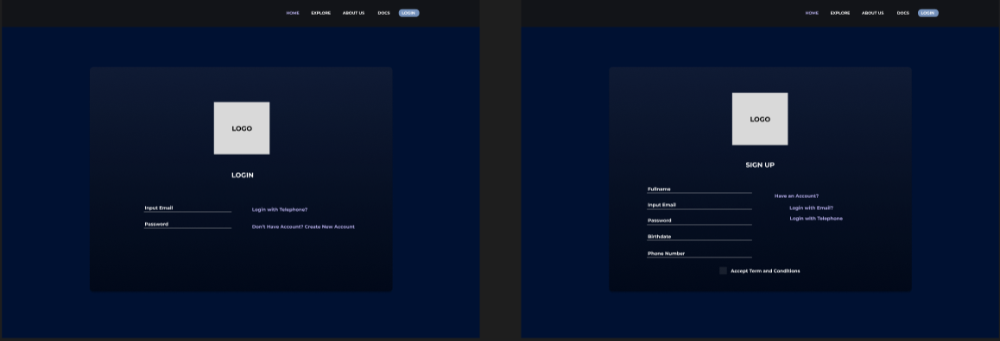 HOME EXPLORE ABOUT US DOCS LOGIN
LOGO
LOGIN
Input Email
Login with Telephone?
Password
Don't Have Account? Create New Account
HOME EXPLORE ABOUT US DOCS LOGIN
LOGO
SIGN UP
Fullname
Have an Account?
Input Email
Login with Email?
Password
Login with Telephone
Birthdate
Phone Number
Accept Term and Conditions